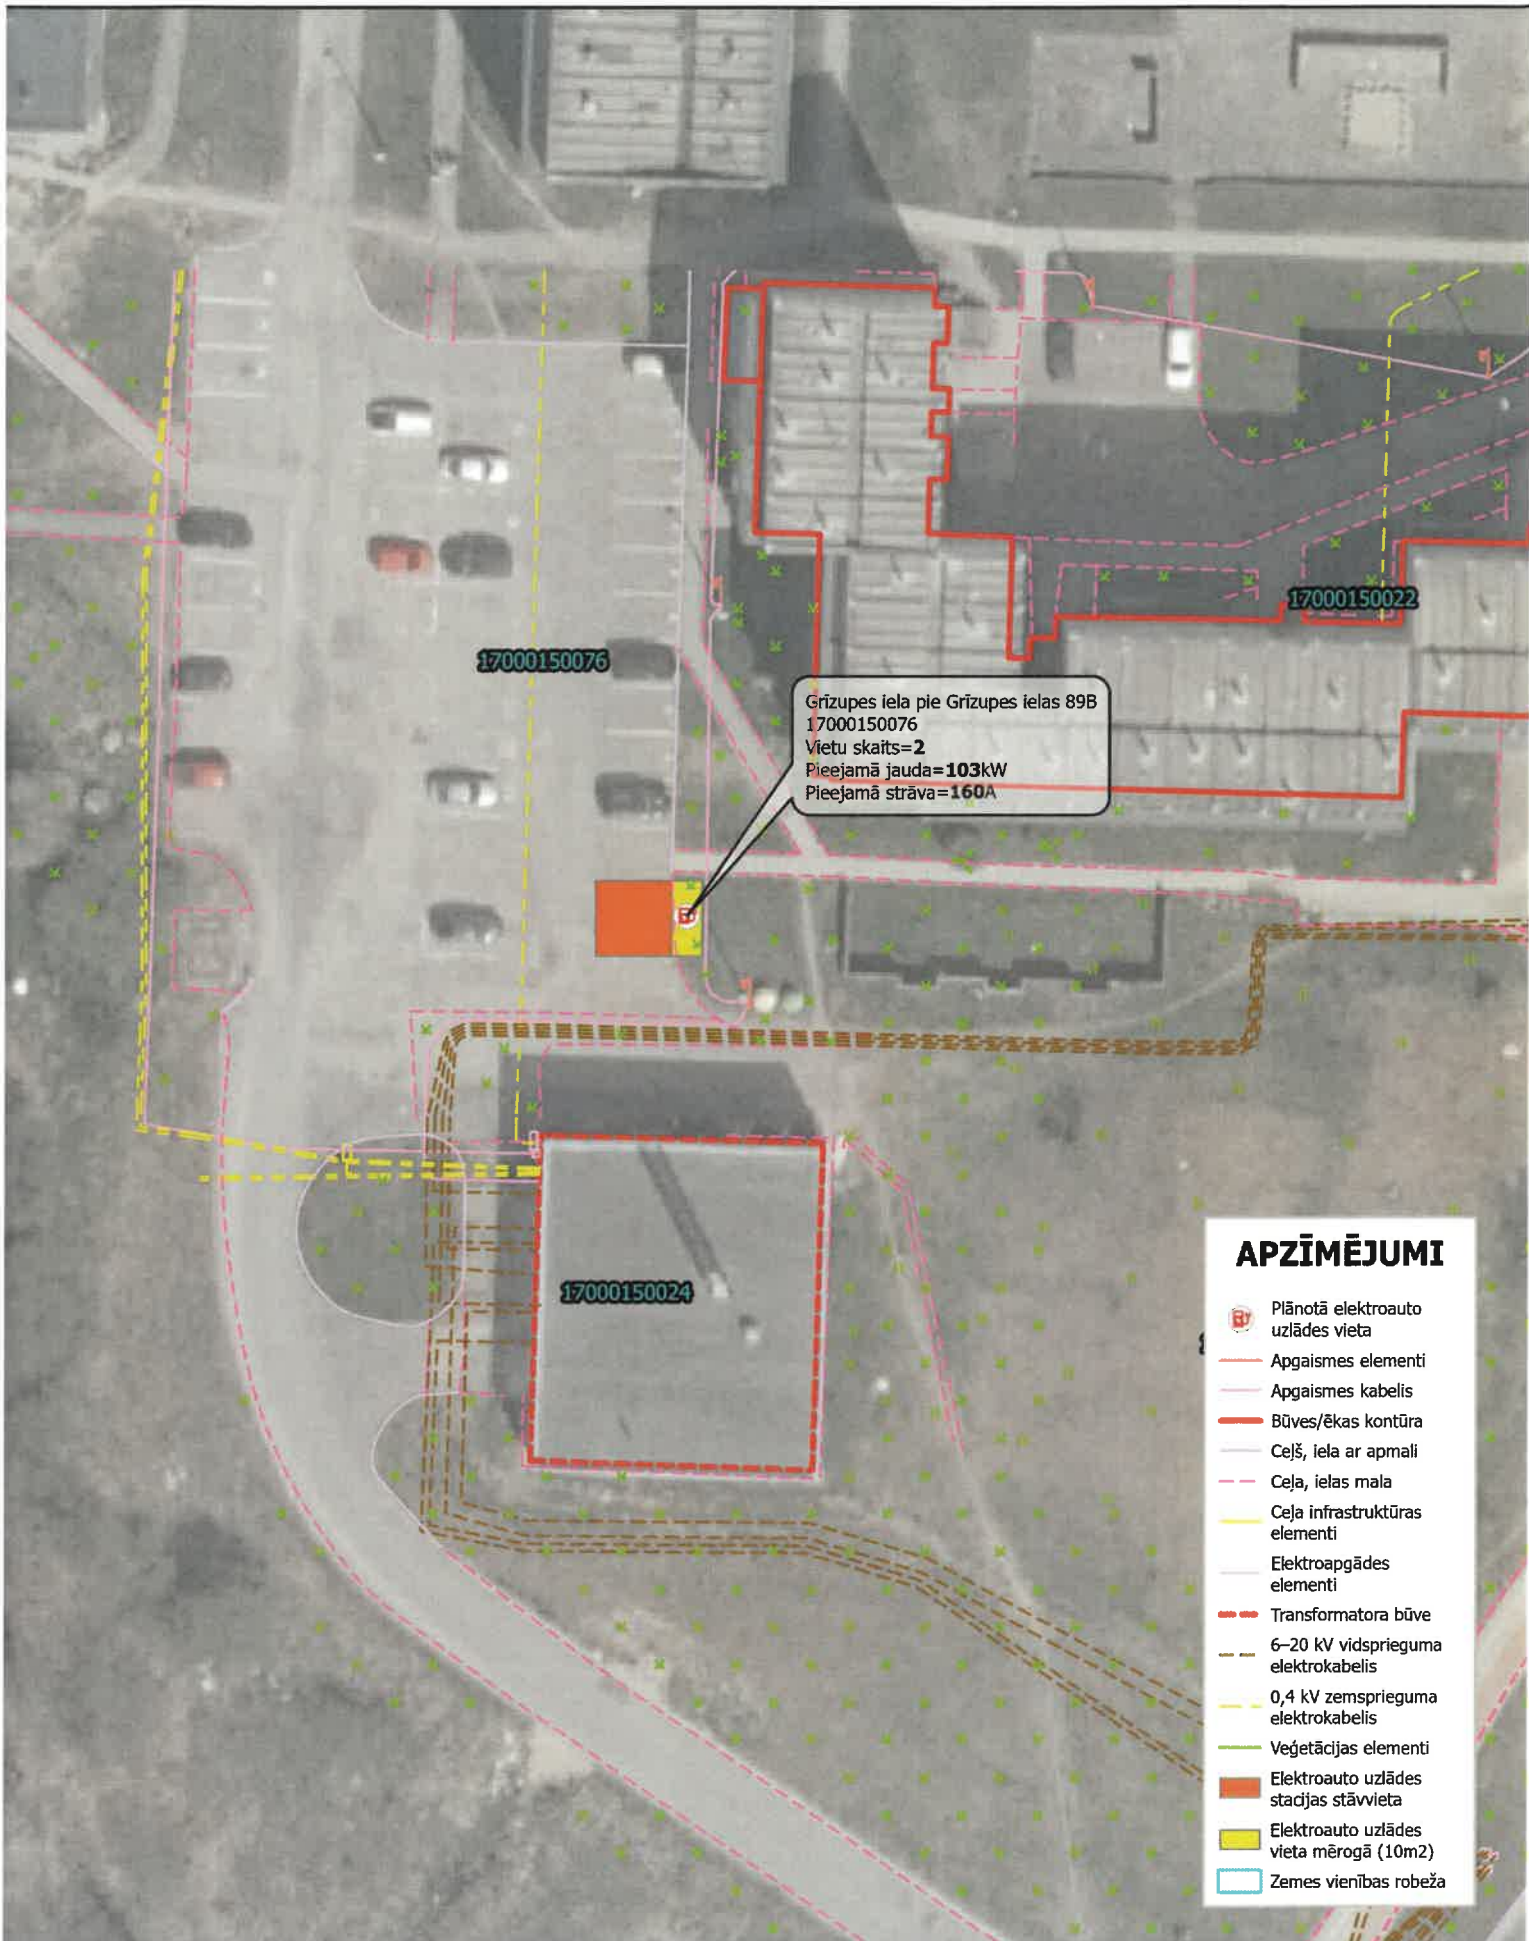 17000150022
17000150076
Grīzupes iela pie Grīzupes ielas 89B
17000150076
Vietu skaits=2
Pieejamā jauda=103kW
Pieejamā strāva=160A
17000150024
APZĪMĒJUMI
Plānotā elektroauto
uzlādes vieta
Apgaismes elementi
Apgaismes kabelis
Būves/ēkas kontūra
Ceļš, iela ar apmali
Ceļa, ielas mala
Ceļa infrastruktūras
elementi
Elektroapgādes
elementi
Transformatora būve
6–20 kV vidsprieguma
elektrokabelis
0,4 kV zemsprieguma
elektrokabelis
Veģetācijas elementi
Elektroauto uzlādes
stacijas stāvvieta
Elektroauto uzlādes
vieta mērogā (10m2)
Zemes vienības robeža